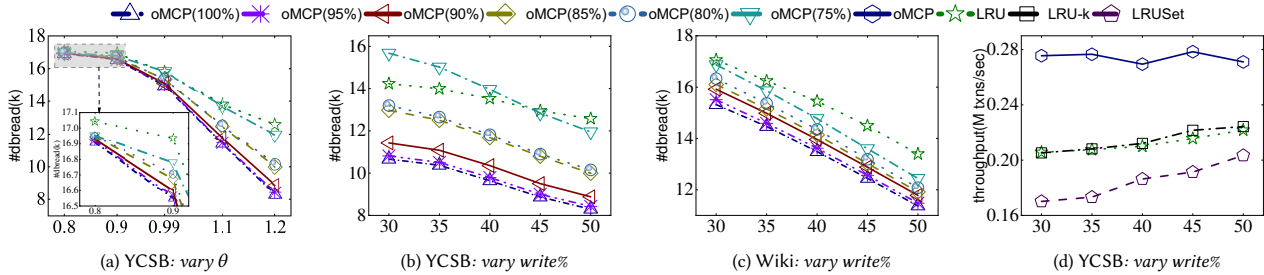 oMCP(100%) oMCP(95%) oMCP(90%) oMCP(85%) oMCP(80%) oMCP(75%) oMCP LRU LRU-k LRUSet
#dbread(k)
18
16
14
12
10
8
17.1
17.0
16.9
16.8
16.7
16.6
16.5
#dbread(k)
0.8 0.9
0.8 0.9 0.99 1.1 1.2
(a) YCSB: vary θ
#dbread(k)
16
14
12
10
8
30 35 40 45 50
(b) YCSB: vary write%
#dbread(k)
18
16
14
12
30 35 40 45 50
(c) Wiki: vary write%
throughput(M txns/sec)
0.28
0.24
0.20
0.16
30 35 40 45 50
(d) YCSB: vary write%